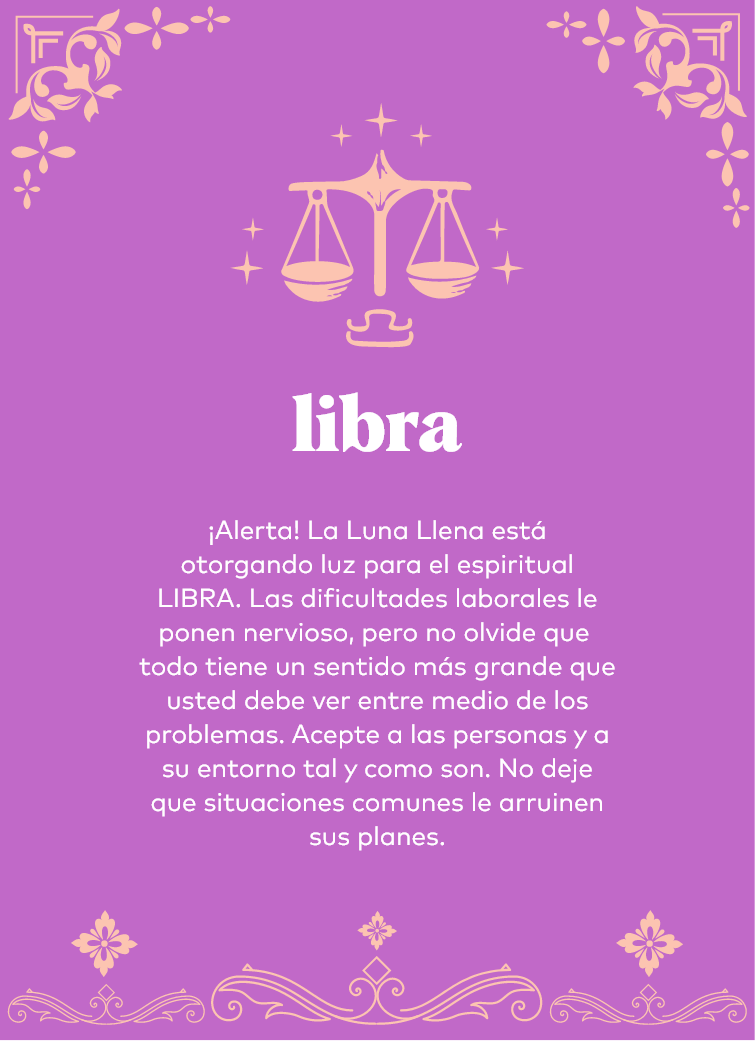 libra
¡Alerta! La Luna Llena está
otorgando luz para el espiritual
LIBRA. Las dificultades laborales le
ponen nervioso, pero no olvide que
todo tiene un sentido más grande que
usted debe ver entre medio de los
problemas. Acepte a las personas y a
su entorno tal y como son. No deje
que situaciones comunes le arruinen
sus planes.